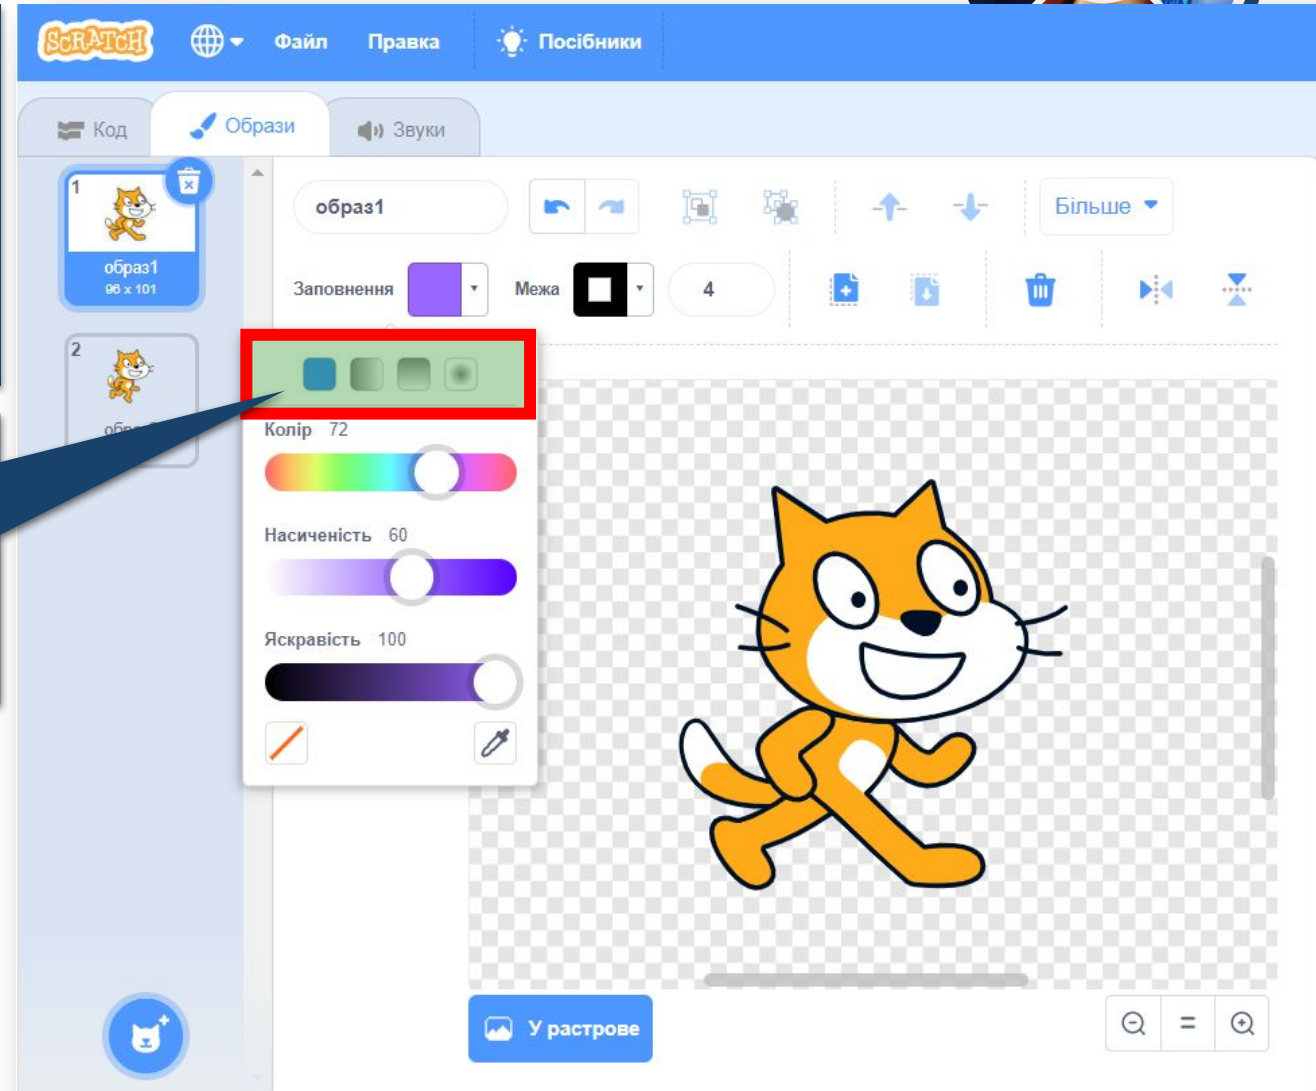 SCRATCH Файл Правка Посібники
Код Образи Звуки
1
образ1
96 x 101
2
образ1 Більше
Заповнення Межа 4
Колір 72
Насиченість 60
Яскравість 100
У растрове